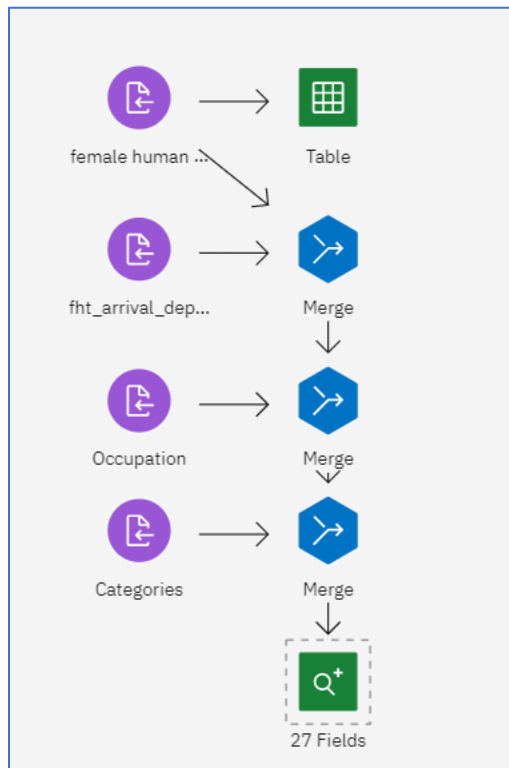 female human ...
Table
fht_arrival_dep...
Merge
Occupation
Merge
Categories
Merge
27 Fields